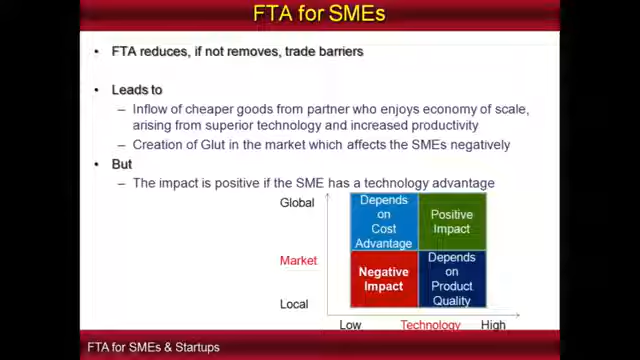 FTA for SMEs
• FTA reduces, if not removes, trade barriers
• Leads to
– Inflow of cheaper goods from partner who enjoys economy of scale,
arising from superior technology and increased productivity
– Creation of Glut in the market which affects the SMEs negatively
• But
– The impact is positive if the SME has a technology advantage
Global
Depends
on
Cost
Advantage
Positive
Impact
Market
Negative
Impact
Depends
on
Product
Quality
Local
Low Technology High
FTA for SMEs & Startups